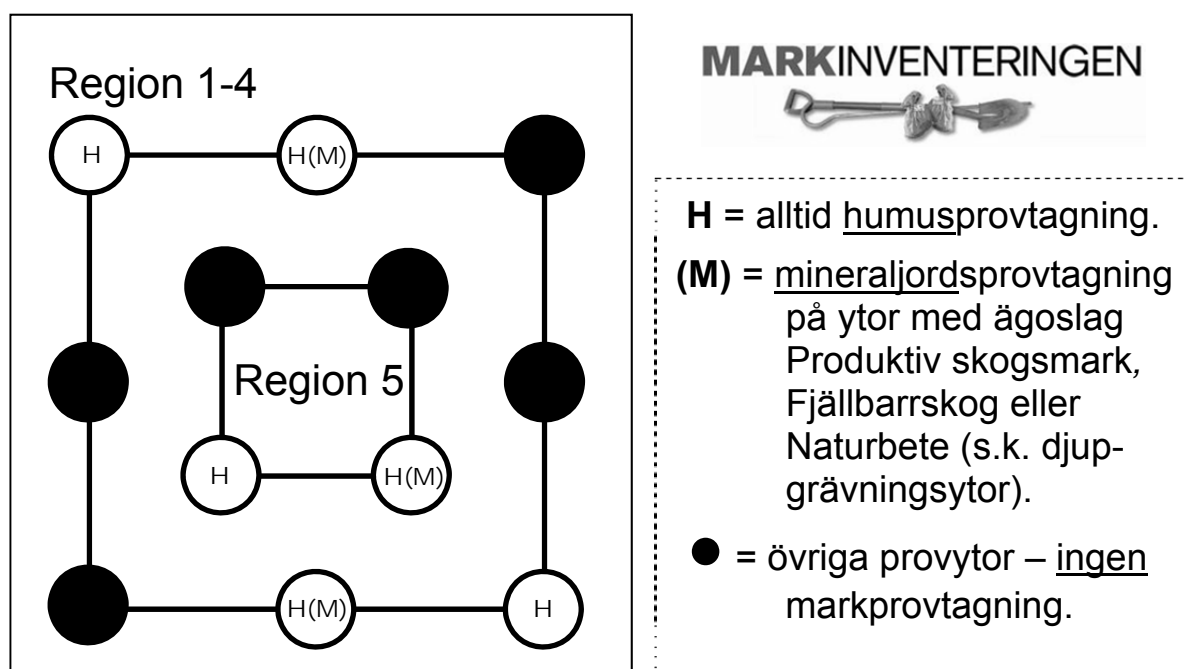 Region 1-4
H
H(M)
H
H(M)
H(M)
H
Region 5
MARKINVENTERINGEN
H = alltid humusprovtagning.
(M) = mineraljordsprovtagning
på ytor med ägoslag
Produktiv skogsmark,
Fjällbarrskog eller
Naturbete (s.k. djup-
grävningsytor).
= övriga provytor – ingen
markprovtagning.